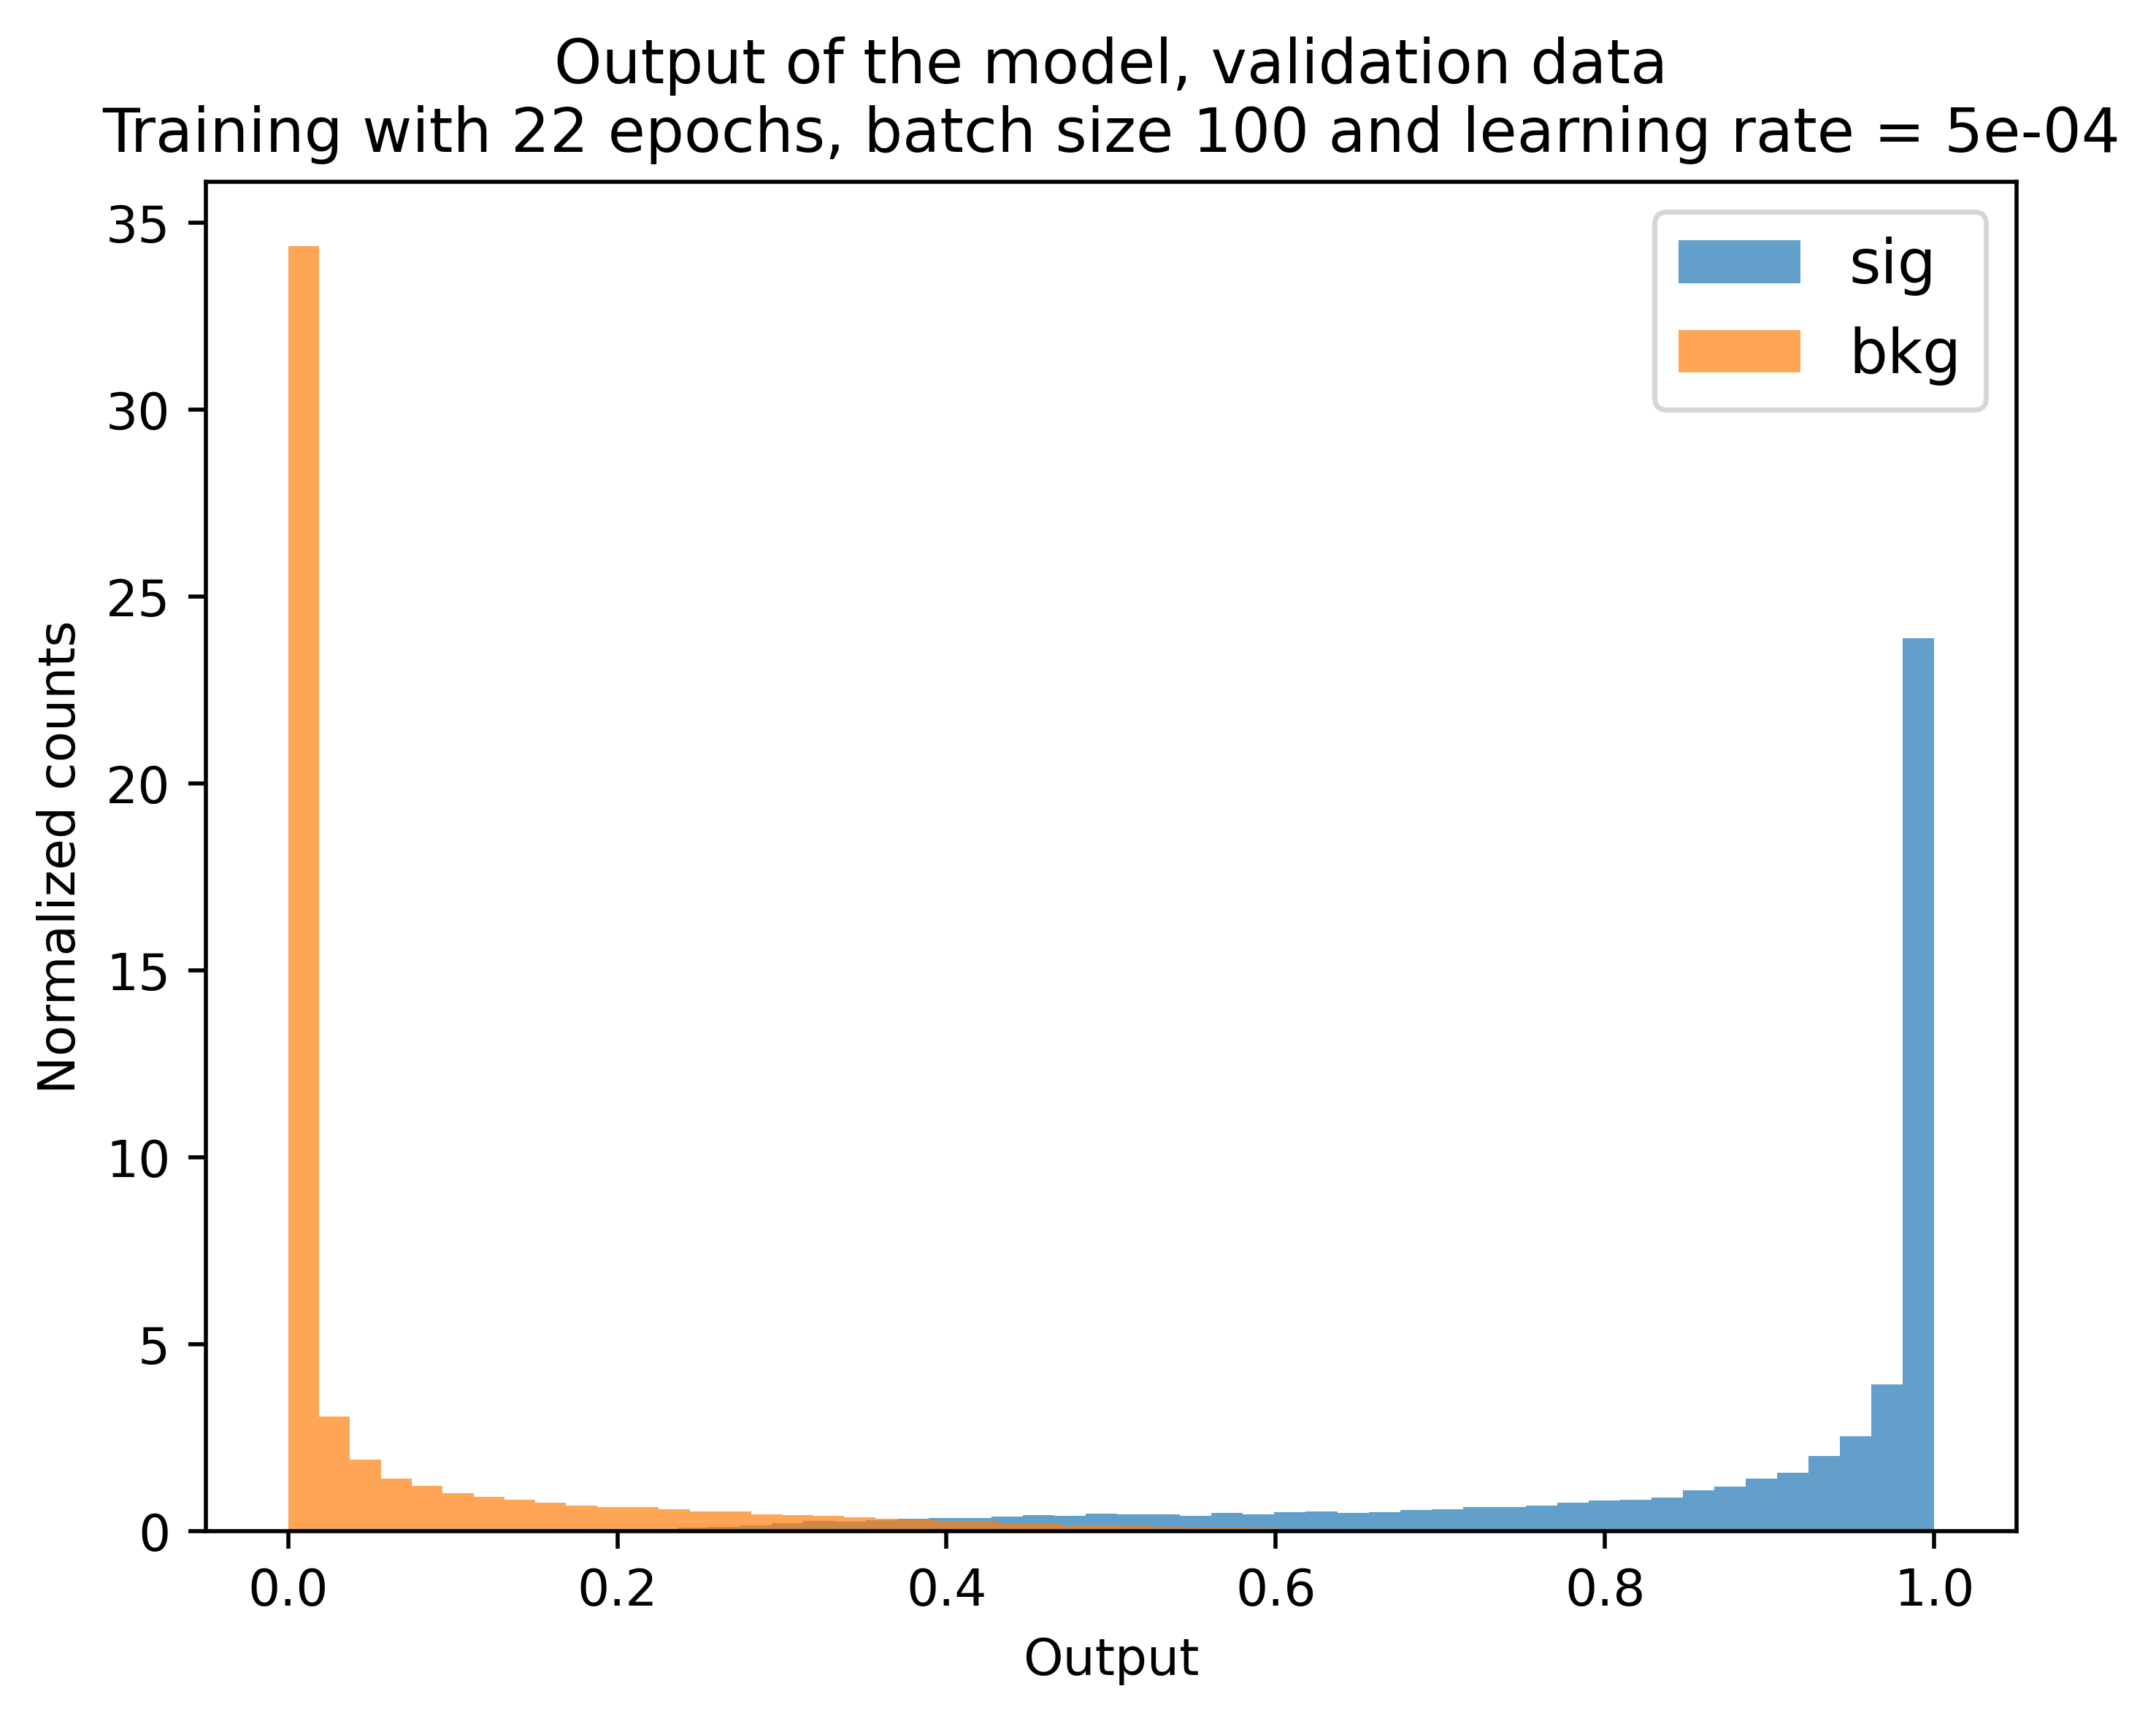 Output of the model, validation data
Training with 22 epochs, batch size 100 and learning rate = 5e-04
sig
bkg
Normalized counts
35
30
25
20
15
10
5
0
0.0 0.2 0.4 0.6 0.8 1.0
Output